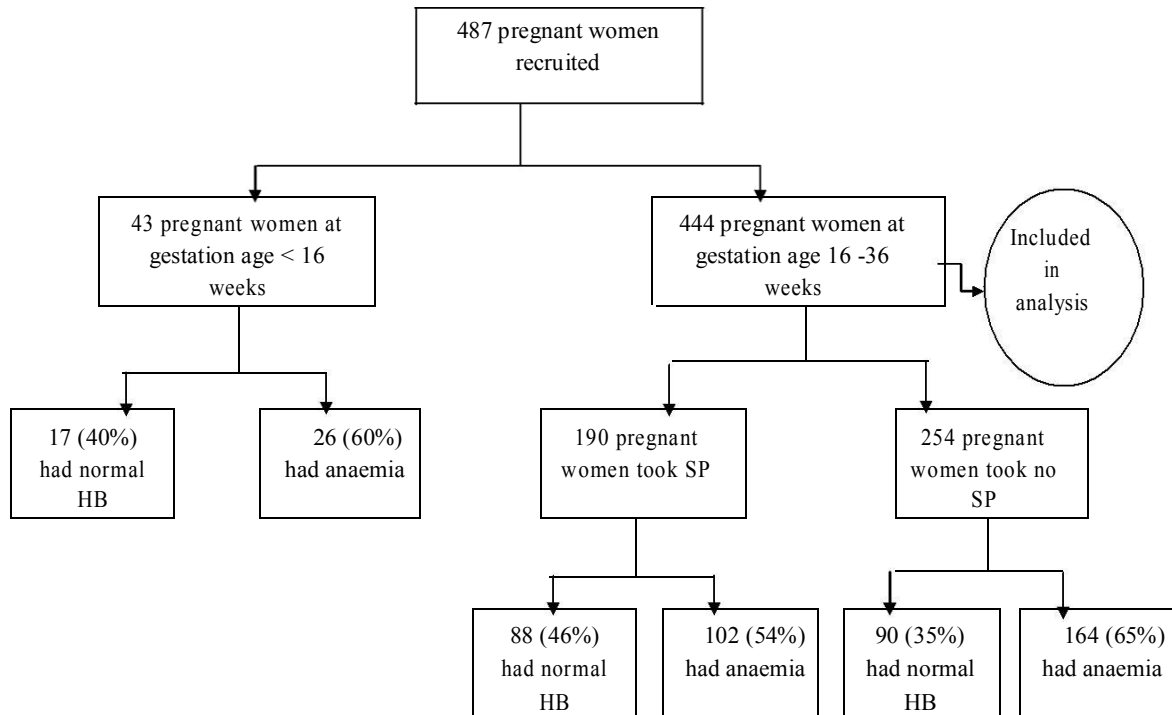 487 pregnant women
recruited
43 pregnant women at
gestation age < 16
weeks
444 pregnant women at
gestation age 16 -36
weeks
Included
in
analysis
17 (40%)
had normal
HB
26 (60%)
had anaemia
190 pregnant
women took SP
254 pregnant
women took no
SP
88 (46%)
had normal
HB
102 (54%)
had anaemia
90 (35%)
had normal
HB
164 (65%)
had anaemia